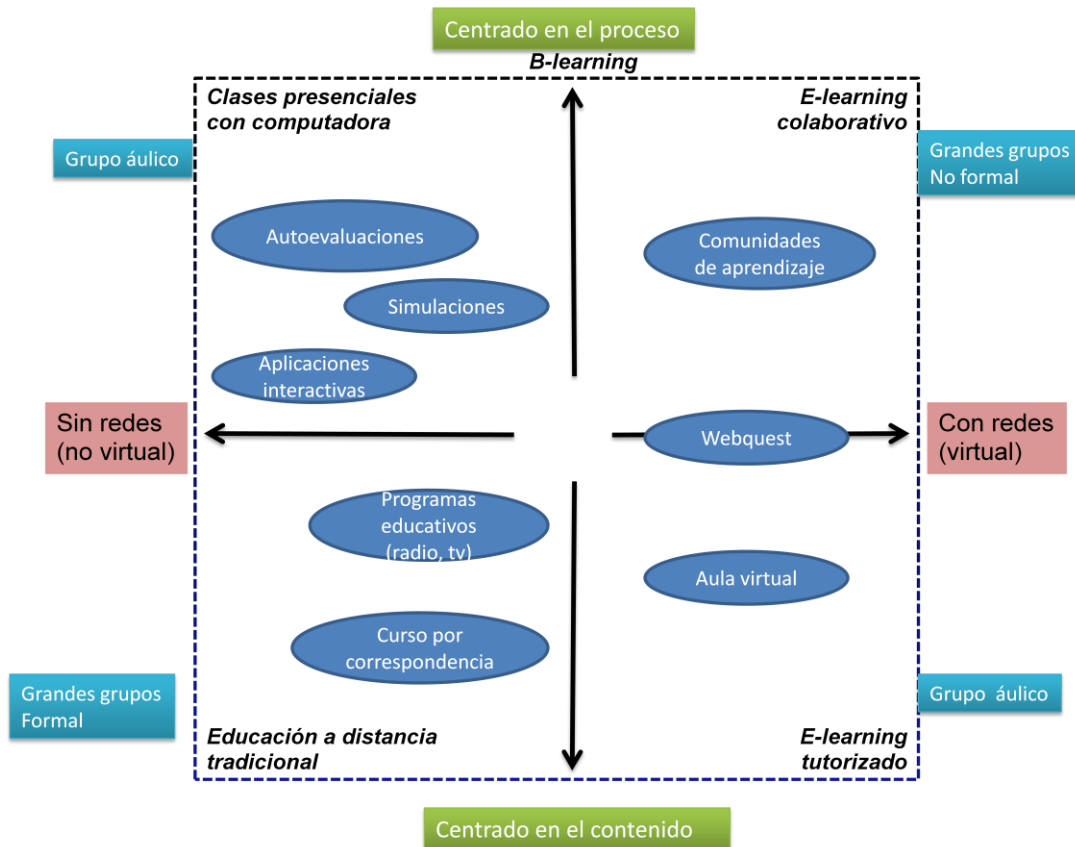 Centrado en el proceso
B-learning
Clases presenciales
con computadora
E-learning
colaborativo
Grupo áulico
Grandes grupos
No formal
Autoevaluaciones
Comunidades
de aprendizaje
Simulaciones
Aplicaciones
interactivas
Sin redes
(no virtual)
Webquest
Con redes
(virtual)
Programas
educativos
(radio, tv)
Aula virtual
Curso por
correspondencia
Grandes grupos
Formal
Grupo áulico
Educación a distancia
tradicional
E-learning
tutorizado
Centrado en el contenido